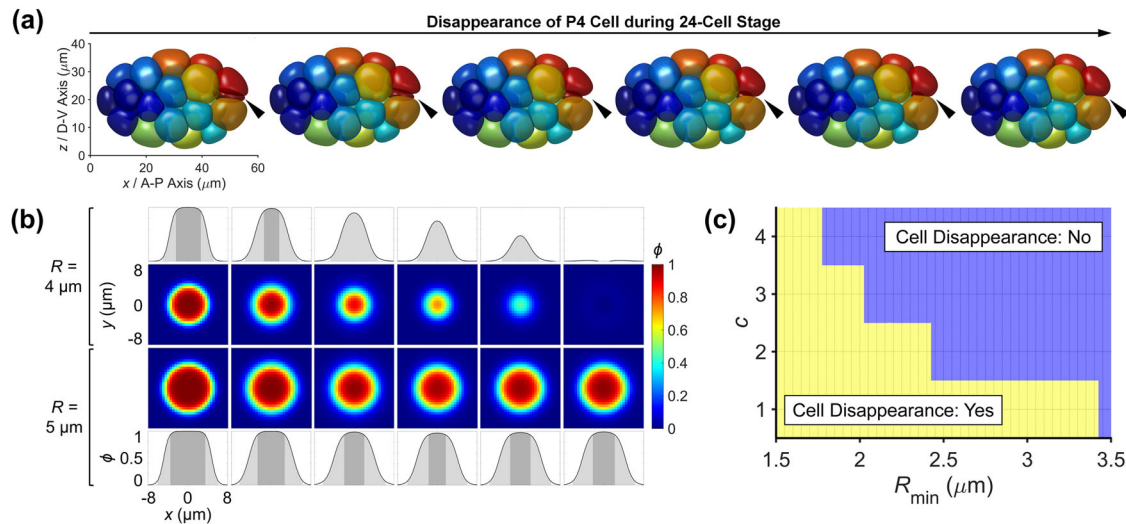 (a)
Disappearance of P4 Cell during 24-Cell Stage
z / D-V Axis (μm)
40
30
20
10
0
0 20 40 60
x / A-P Axis (μm)
(b)
R =
4 μm
y (μm)
8
0
-8
ϕ
1
0.8
0.6
0.4
0.2
0
R =
5 μm
ϕ
1
0.5
0
-8 0 8
x (μm)
(c)
c
4
3
2
1
Cell Disappearance: No
Cell Disappearance: Yes
1.5 2 2.5 3 3.5
Rmin (μm)